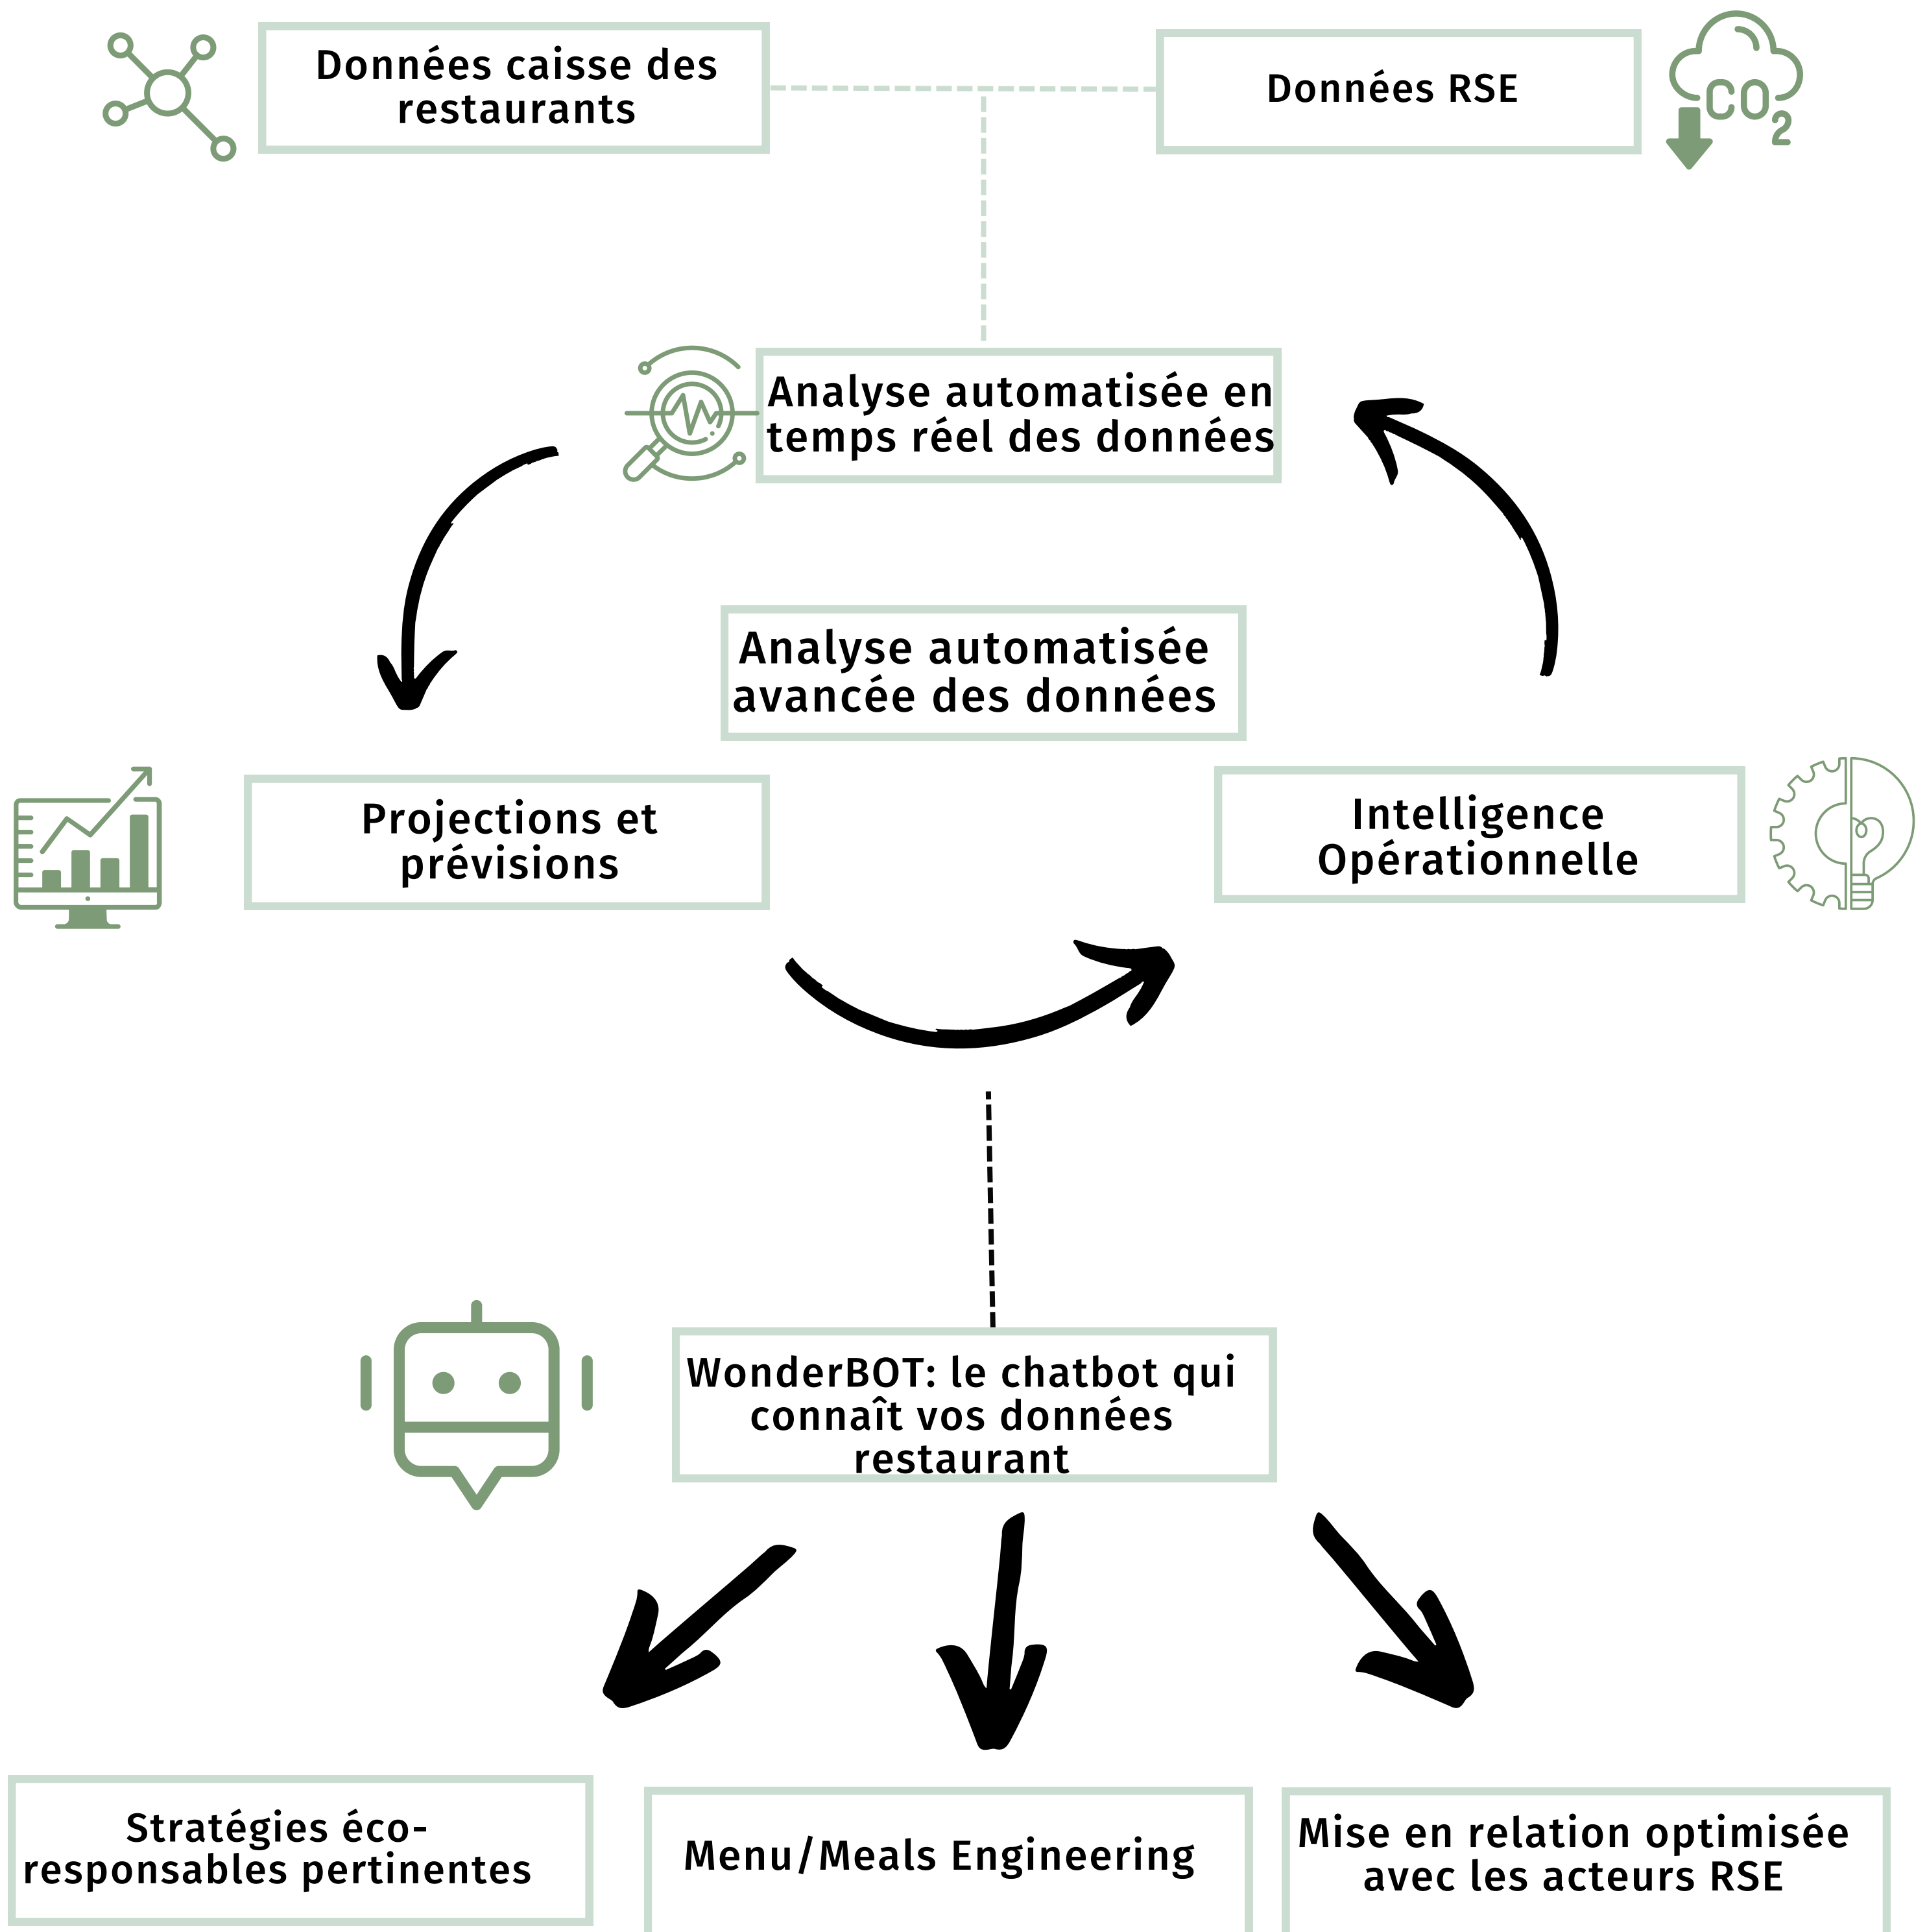 Données caisse des
restaurants
Données RSE
CO2
Analyse automatisée en
temps réel des données
Analyse automatisée
avancée des données
Projections et
prévisions
Intelligence
Opérationnelle
WonderBOT: le chatbot qui
connaît vos données
restaurant
Stratégies éco-
responsables pertinentes
Menu/Meals Engineering
Mise en relation optimisée
avec les acteurs RSE